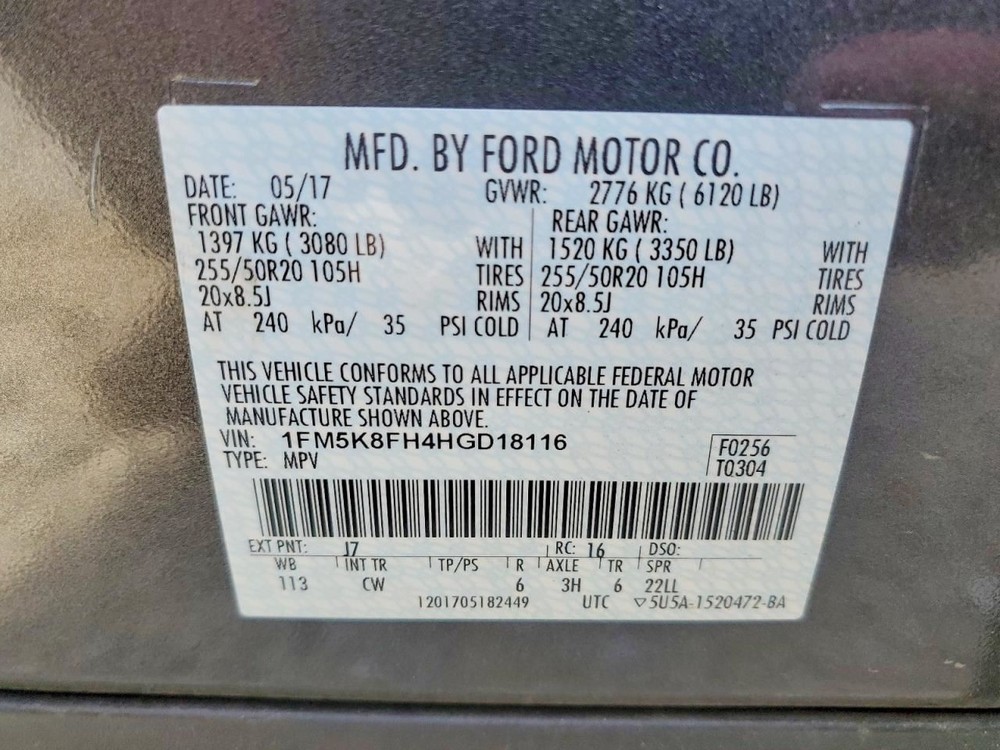 MFD. BY FORD MOTOR CO.
DATE: 05/17 GVWR: 2776 KG ( 6120 LB)
FRONT GAWR: REAR GAWR:
1397 KG ( 3080 LB) WITH 1520 KG ( 3350 LB) WITH
255/50R20 105H TIRES 255/50R20 105H TIRES
20x8.5J RIMS 20x8.5J RIMS
AT 240 kPa/ 35 PSI COLD AT 240 kPa/ 35 PSI COLD
THIS VEHICLE CONFORMS TO ALL APPLICABLE FEDERAL MOTOR
VEHICLE SAFETY STANDARDS IN EFFECT ON THE DATE OF
MANUFACTURE SHOWN ABOVE.
VIN: 1FM5K8FH4HGD18116 F0256
TYPE: MPV T0304
EXT PNT: J7 RC: 16 DSO:
WB INT TR TP/PS R AXLE TR SPR
113 CW 6 3H 6 22LL
1201705182449 UTC ▽5U5A-1520472-BA